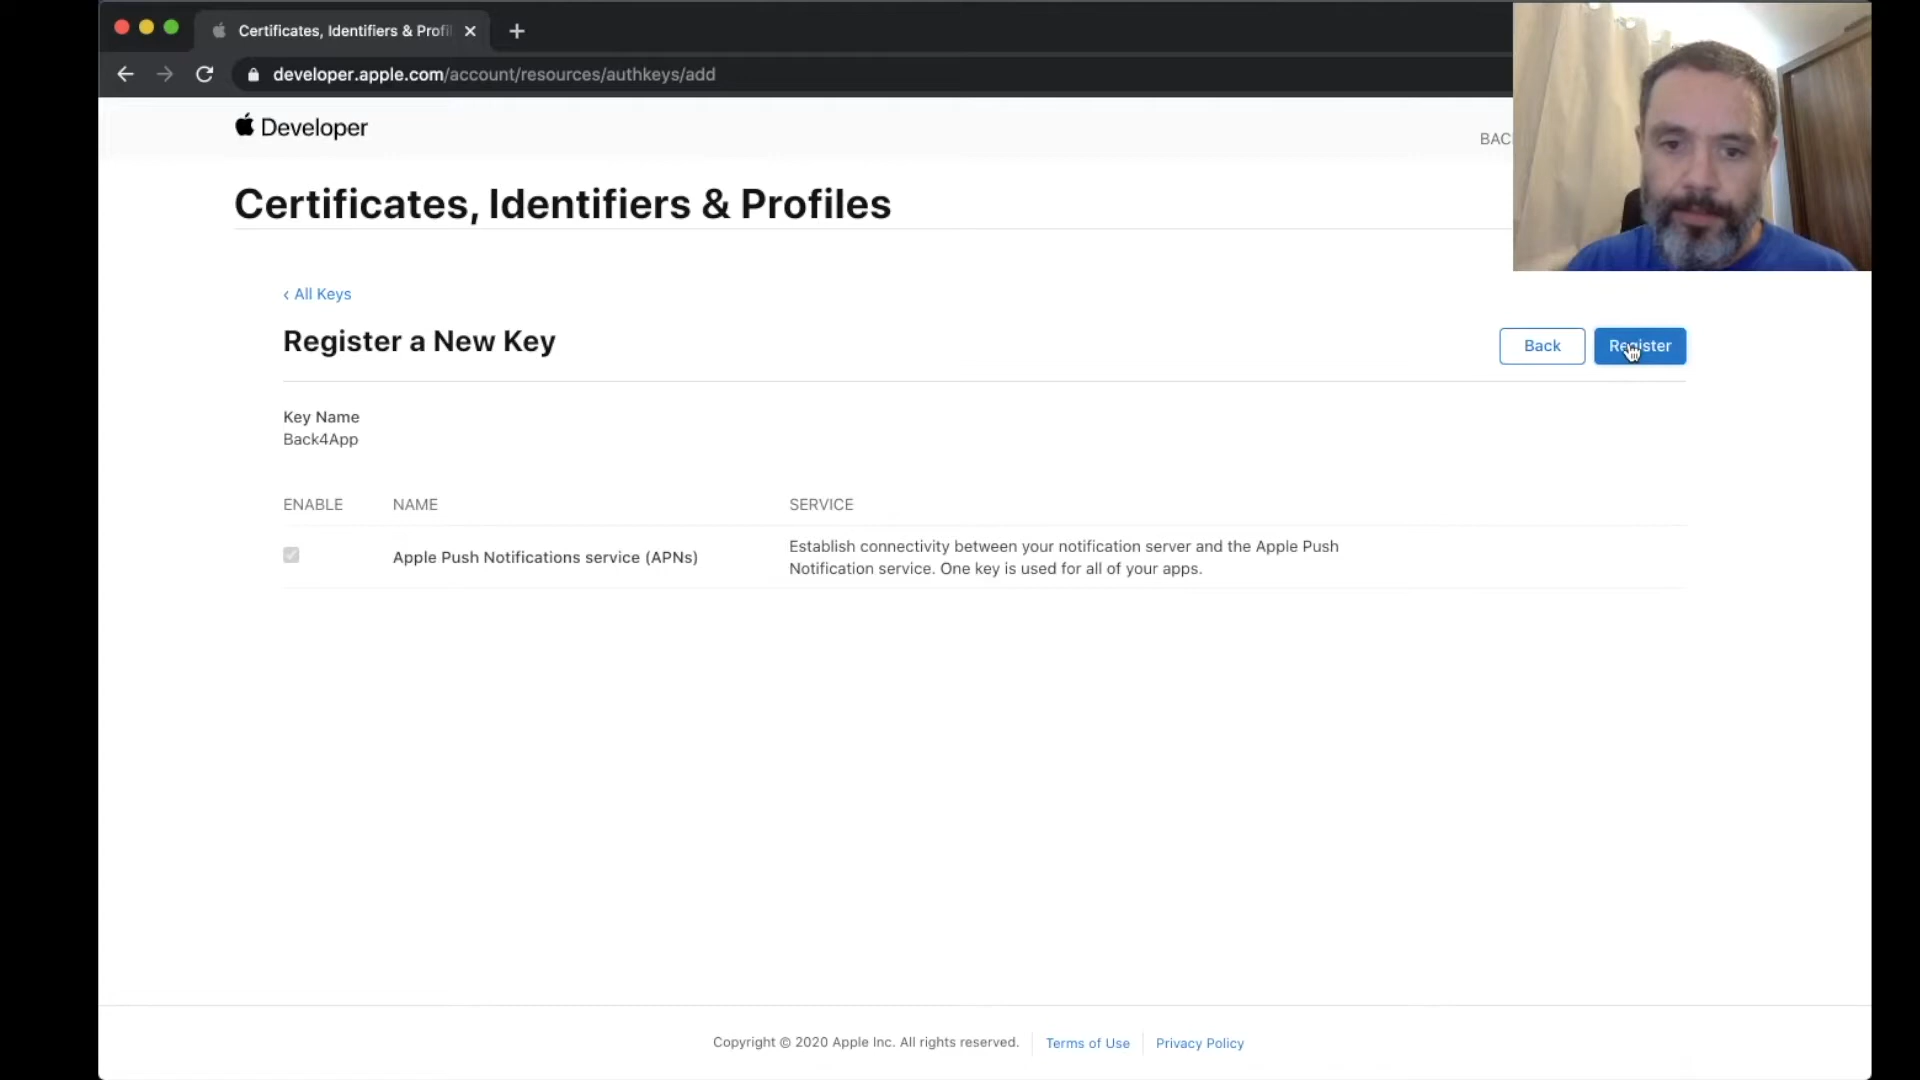 Certificates, Identifiers & Profil
developer.apple.com/account/resources/authkeys/add
Developer
Certificates, Identifiers & Profiles
‹ All Keys
Register a New Key
Back
Register
Key Name
Back4App
ENABLE NAME SERVICE
Apple Push Notifications service (APNs)
Establish connectivity between your notification server and the Apple Push
Notification service. One key is used for all of your apps.
Copyright © 2020 Apple Inc. All rights reserved. Terms of Use Privacy Policy